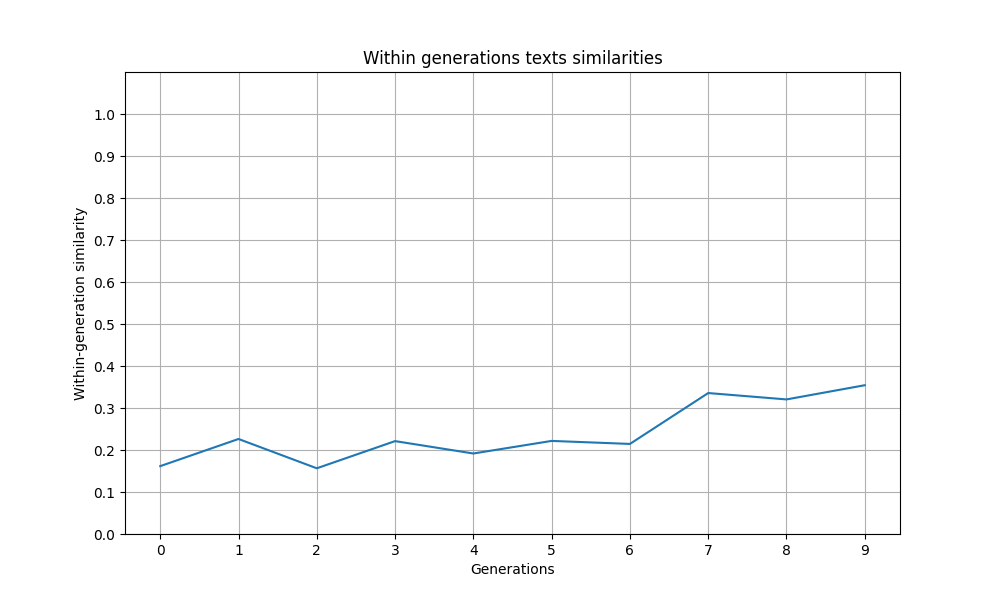 Within generations texts similarities
Within-generation similarity
1.0
0.9
0.8
0.7
0.6
0.5
0.4
0.3
0.2
0.1
0.0
0 1 2 3 4 5 6 7 8 9
Generations